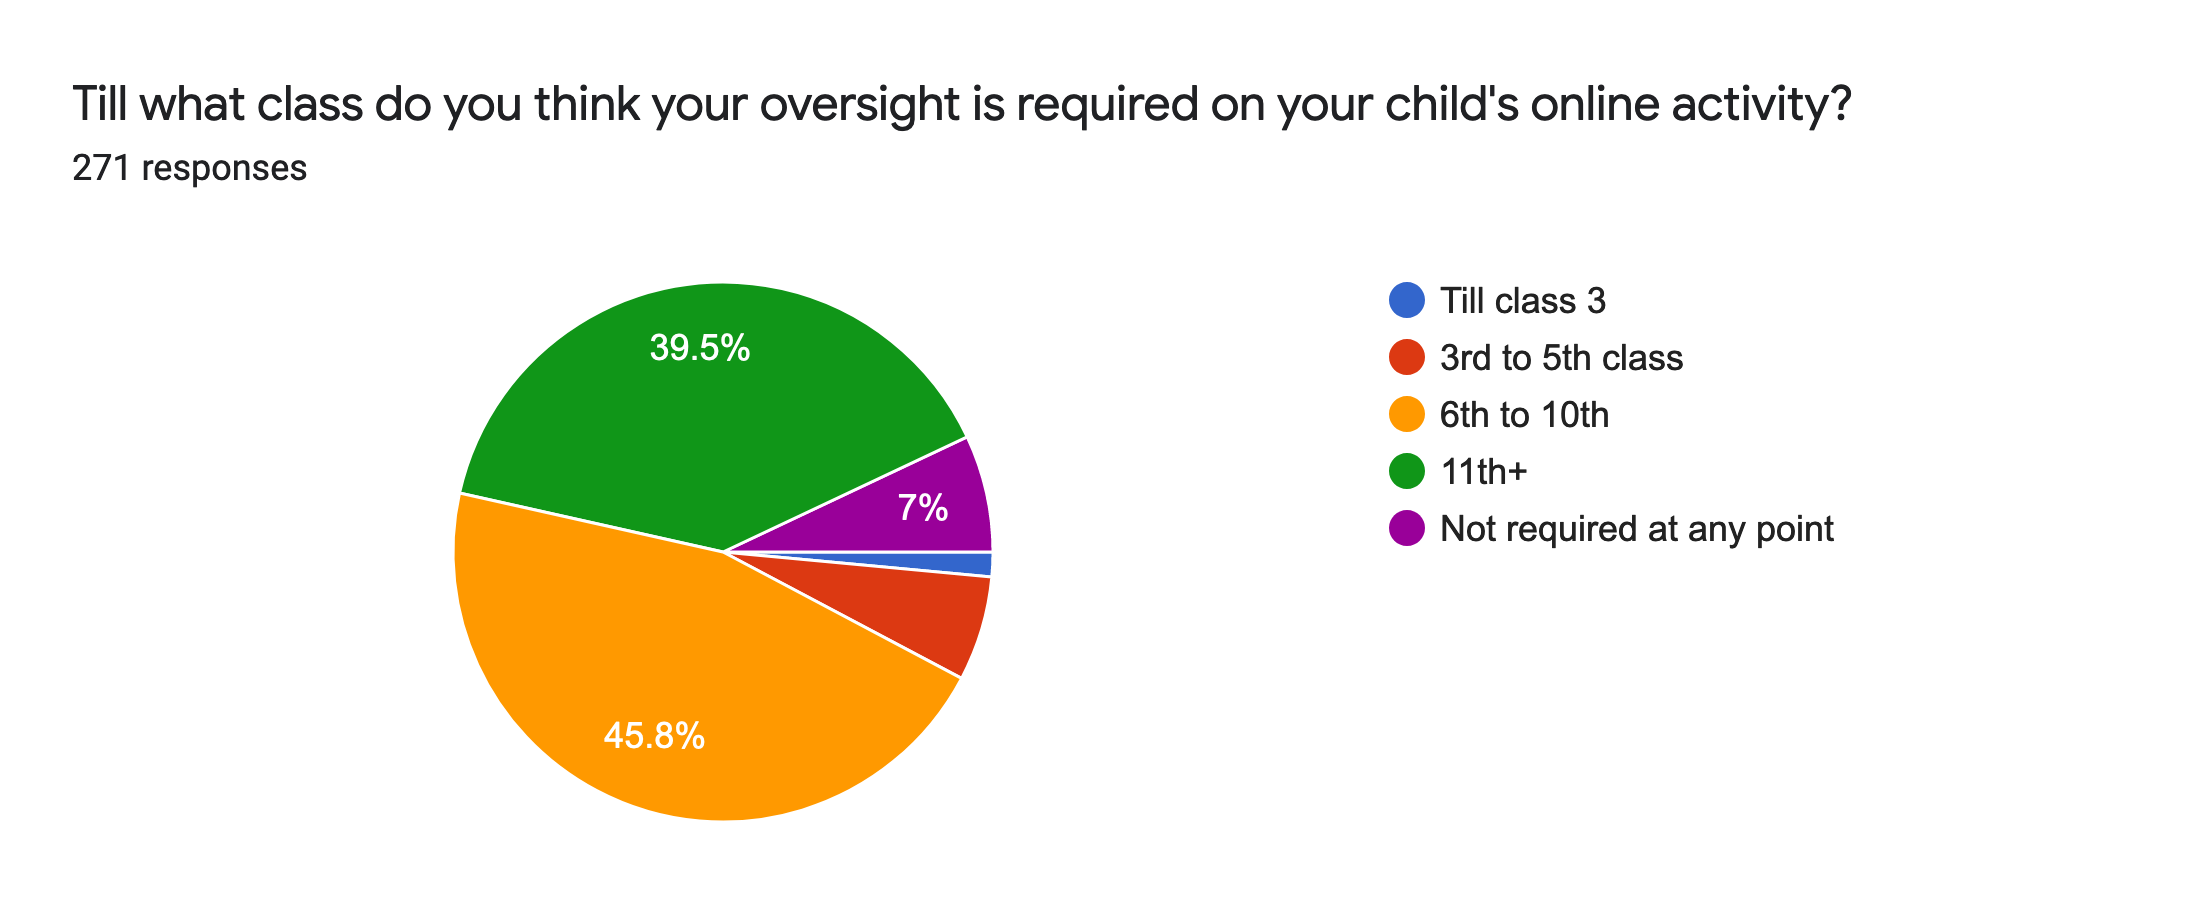 Till what class do you think your oversight is required on your child's online activity?
271 responses
39.5%
7%
45.8%
Till class 3
3rd to 5th class
6th to 10th
11th+
Not required at any point